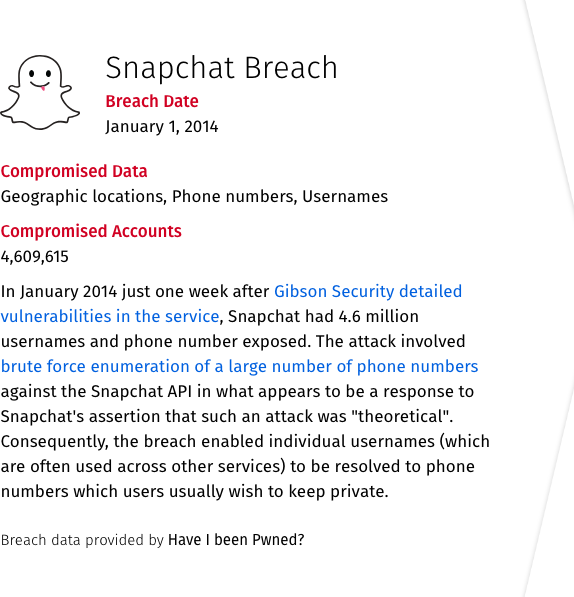 Snapchat Breach
Breach Date
January 1, 2014
Compromised Data
Geographic locations, Phone numbers, Usernames
Compromised Accounts
4,609,615
In January 2014 just one week after Gibson Security detailed
vulnerabilities in the service, Snapchat had 4.6 million
usernames and phone number exposed. The attack involved
brute force enumeration of a large number of phone numbers
against the Snapchat API in what appears to be a response to
Snapchat's assertion that such an attack was "theoretical".
Consequently, the breach enabled individual usernames (which
are often used across other services) to be resolved to phone
numbers which users usually wish to keep private.
Breach data provided by Have I been Pwned?